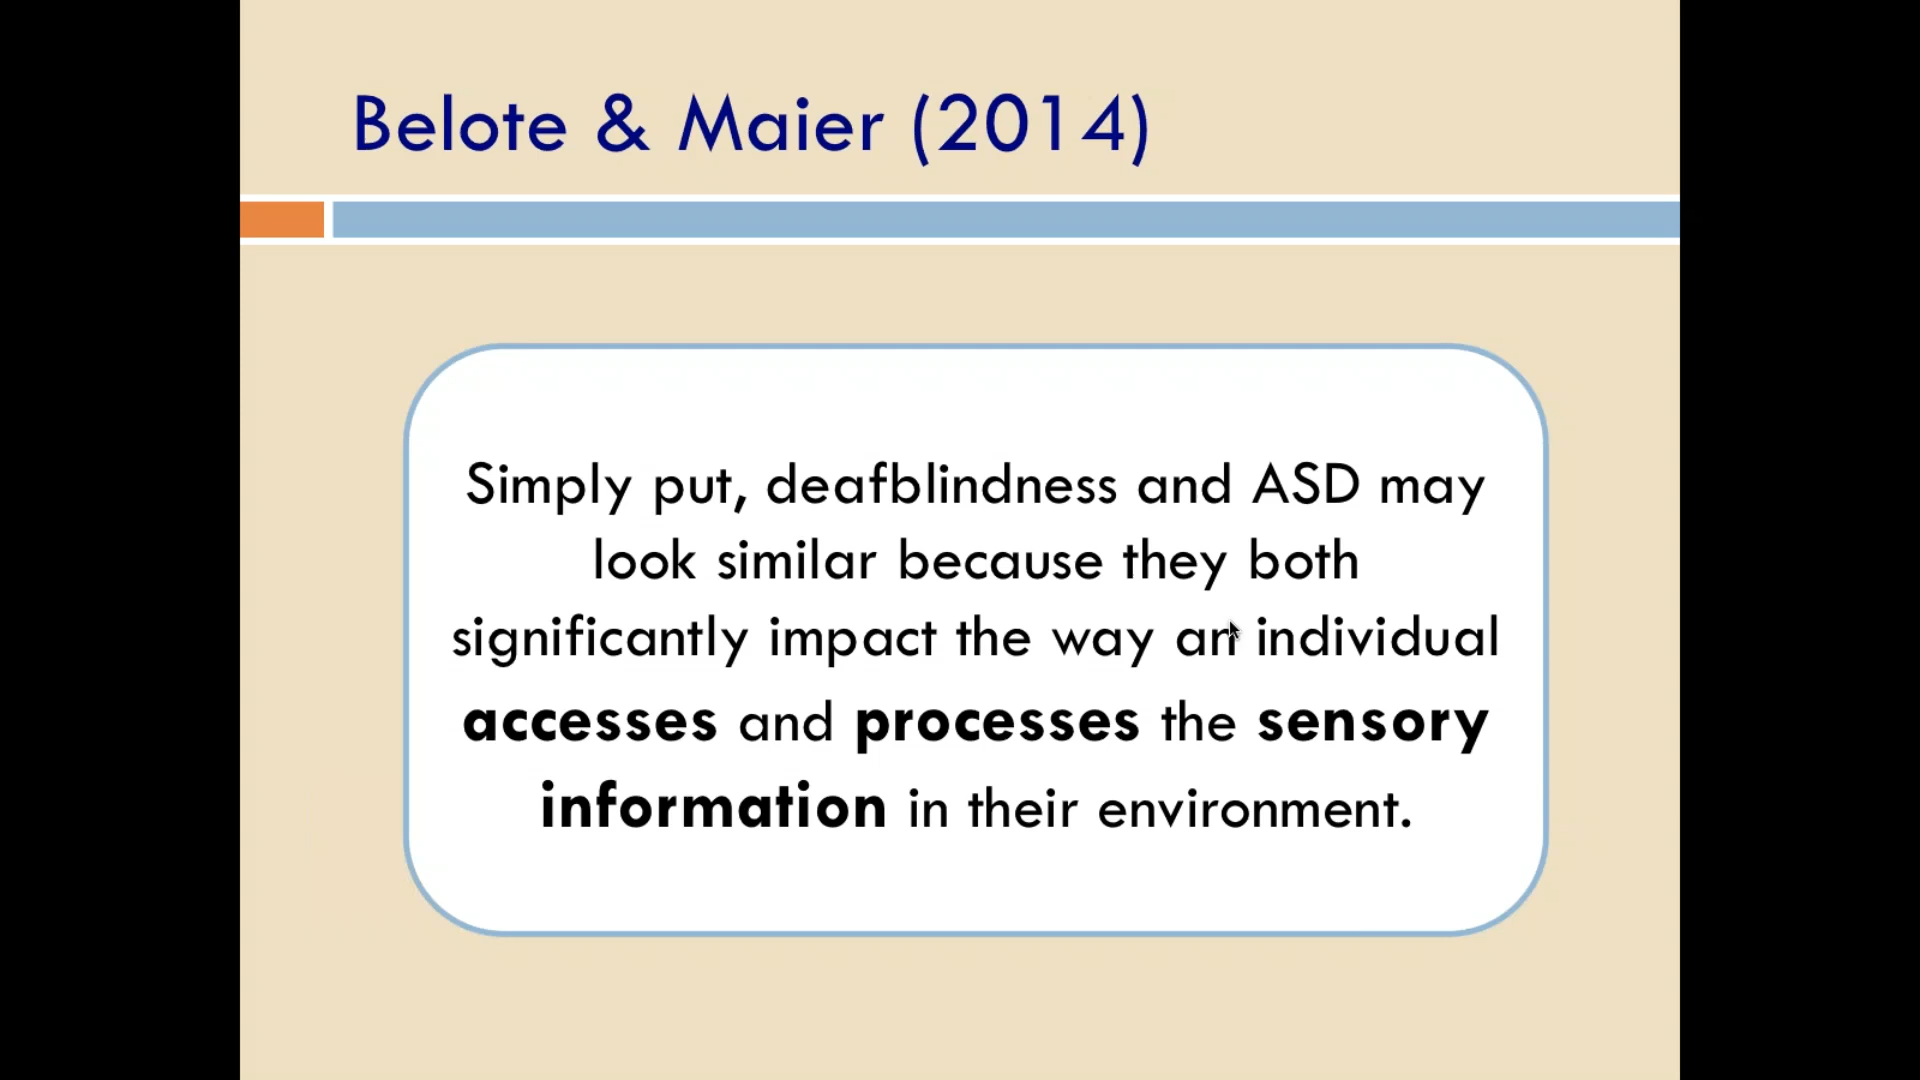 Belote & Maier (2014)
Simply put, deafblindness and ASD may
look similar because they both
significantly impact the way an individual
accesses and processes the sensory
information in their environment.